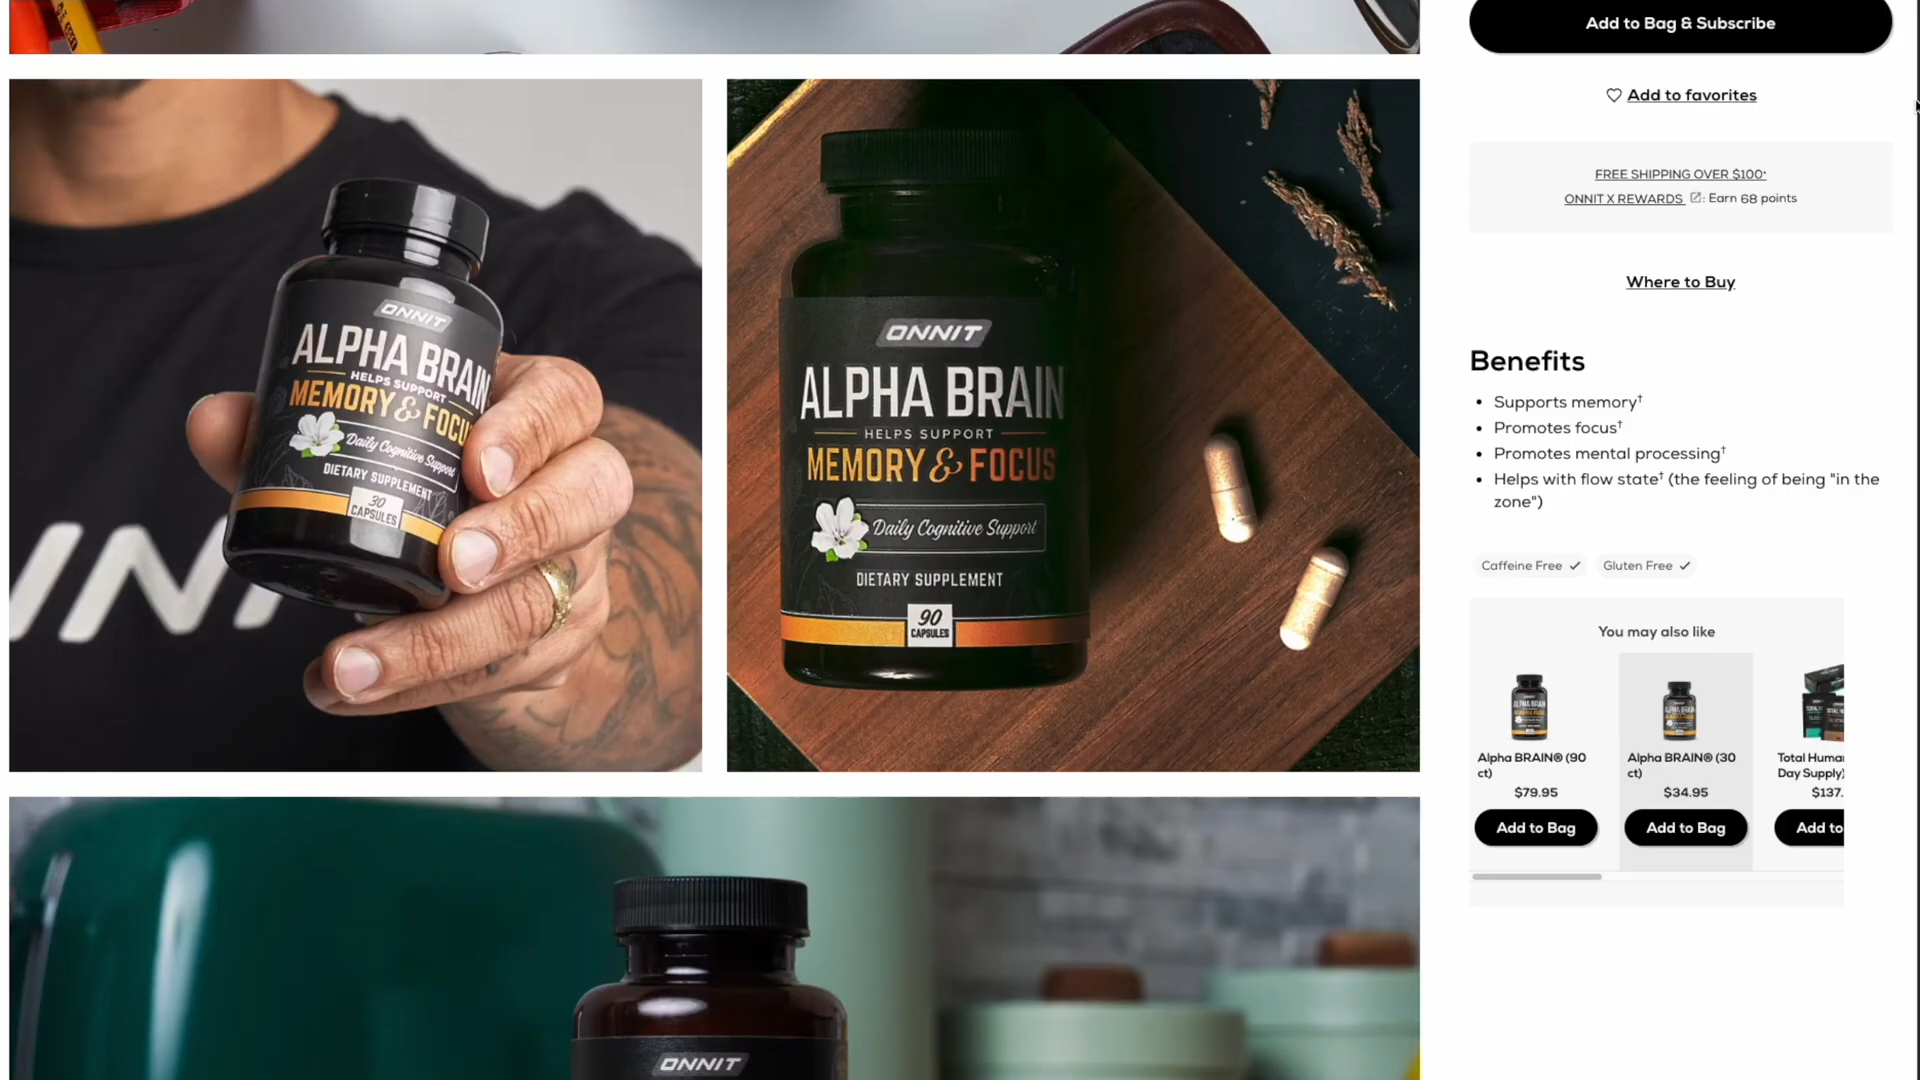 Add to Bag & Subscribe
Add to favorites
FREE SHIPPING OVER $100*
ONNIT X REWARDS : Earn 68 points
Where to Buy
Benefits
• Supports memory†
• Promotes focus†
• Promotes mental processing†
• Helps with flow state† (the feeling of being "in the
zone")
Caffeine Free ✓ Gluten Free ✓
You may also like
Alpha BRAIN® (90
ct)
$79.95
Add to Bag
Alpha BRAIN® (30
ct)
$34.95
Add to Bag
Total Human
Day Supply)
$137.
Add to
ONNIT
ALPHA BRAIN
HELPS SUPPORT
MEMORY & FOCUS
Daily Cognitive Support
DIETARY SUPPLEMENT
30
CAPSULES
ONNIT
ALPHA BRAIN
HELPS SUPPORT
MEMORY & FOCUS
Daily Cognitive Support
DIETARY SUPPLEMENT
90
CAPSULES
ONNIT